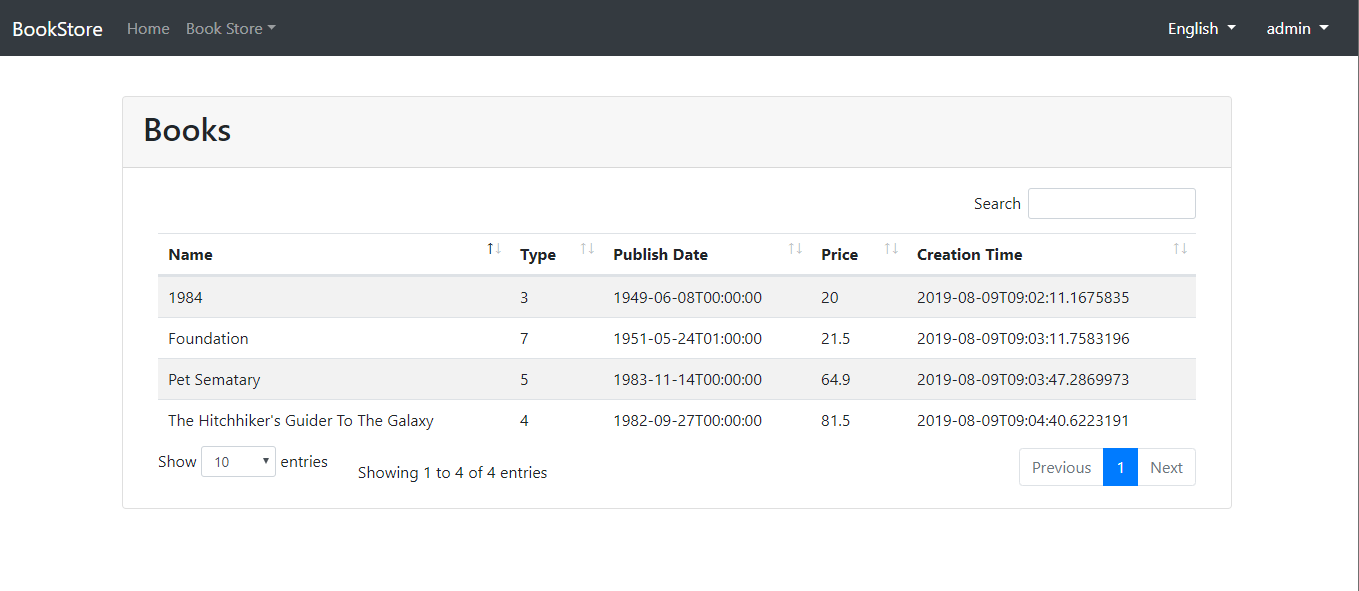 BookStore Home Book Store English admin
Books
Search
Name Type Publish Date Price Creation Time
1984 3 1949-06-08T00:00:00 20 2019-08-09T09:02:11.1675835
Foundation 7 1951-05-24T01:00:00 21.5 2019-08-09T09:03:11.7583196
Pet Sematary 5 1983-11-14T00:00:00 64.9 2019-08-09T09:03:47.2869973
The Hitchhiker's Guider To The Galaxy 4 1982-09-27T00:00:00 81.5 2019-08-09T09:04:40.6223191
Show 10 entries Showing 1 to 4 of 4 entries Previous 1 Next